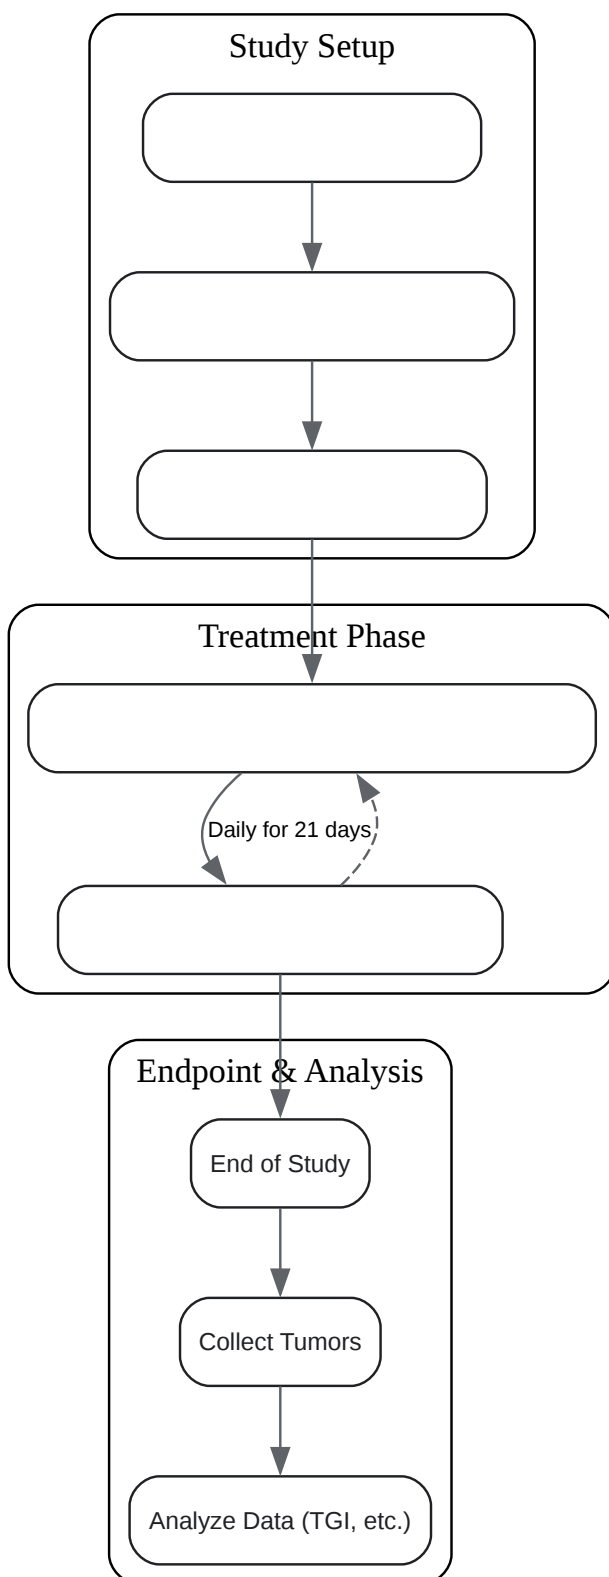 Study Setup
Treatment Phase
Daily for 21 days
Endpoint & Analysis
End of Study
Collect Tumors
Analyze Data (TGI, etc.)